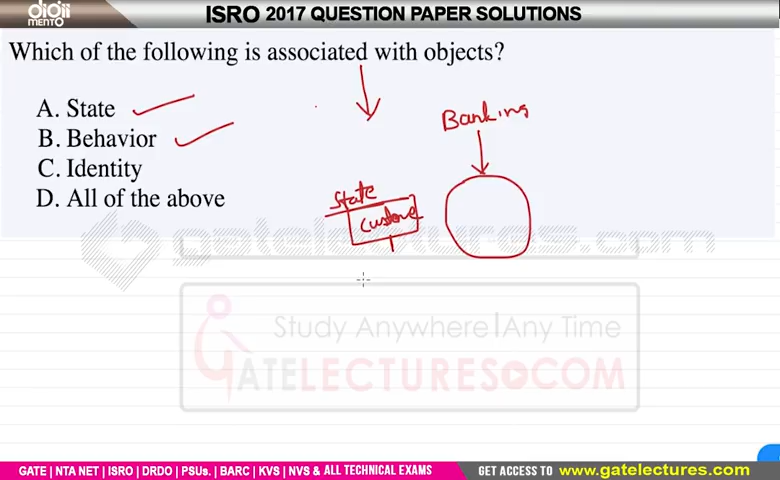 digii
mento
ISRO 2017 QUESTION PAPER SOLUTIONS
Which of the following is associated with objects?
A. State
B. Behavior
C. Identity
D. All of the above
Banking
State
gatelectures.com
Study Anywhere|Any Time
GATELECTURES.COM
GATE | NTA NET | ISRO | DRDO | PSUs. | BARC | KVS | NVS & ALL TECHNICAL EXAMS
GET ACCESS TO www.gatelectures.com